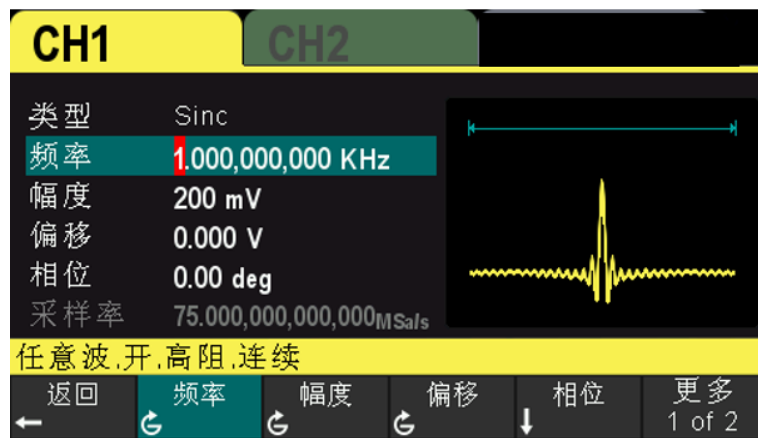 CH1 CH2
类型 Sinc
频率 1.000,000,000 KHz
幅度 200 mV
偏移 0.000 V
相位 0.00 deg
采样率 75.000,000,000,000MSa/s
任意波,开,高阻,连续
返回 频率 幅度 偏移 相位 更多
1 of 2